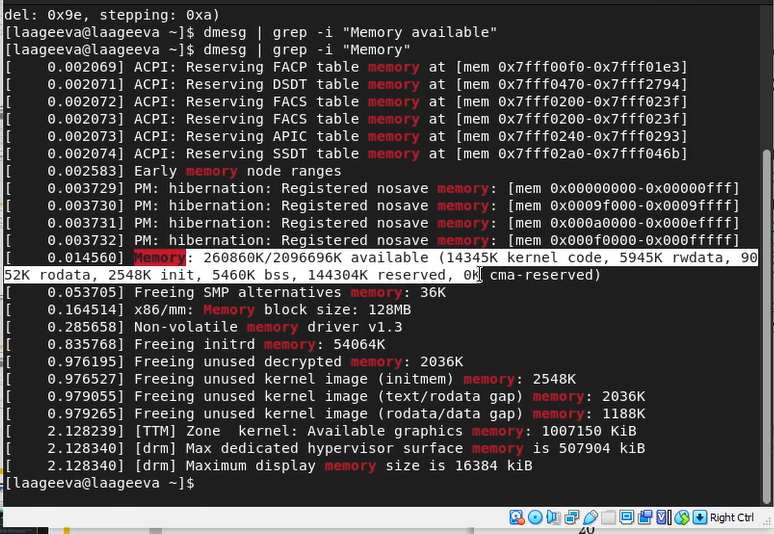 del: 0x9e, stepping: 0xa)
[laageeva@laageeva ~]$ dmesg | grep -i "Memory available"
[laageeva@laageeva ~]$ dmesg | grep -i "Memory"
[    0.002069] ACPI: Reserving FACP table memory at [mem 0x7fff00f0-0x7fff01e3]
[    0.002071] ACPI: Reserving DSDT table memory at [mem 0x7fff0470-0x7fff2794]
[    0.002072] ACPI: Reserving FACS table memory at [mem 0x7fff0200-0x7fff023f]
[    0.002073] ACPI: Reserving FACS table memory at [mem 0x7fff0200-0x7fff023f]
[    0.002073] ACPI: Reserving APIC table memory at [mem 0x7fff0240-0x7fff0293]
[    0.002074] ACPI: Reserving SSDT table memory at [mem 0x7fff02a0-0x7fff046b]
[    0.002583] Early memory node ranges
[    0.003729] PM: hibernation: Registered nosave memory: [mem 0x00000000-0x00000fff]
[    0.003730] PM: hibernation: Registered nosave memory: [mem 0x0009f000-0x0009ffff]
[    0.003731] PM: hibernation: Registered nosave memory: [mem 0x000a0000-0x000effff]
[    0.003732] PM: hibernation: Registered nosave memory: [mem 0x000f0000-0x000fffff]
[    0.014560] Memory: 260860K/2096696K available (14345K kernel code, 5945K rwdata, 90
52K rodata, 2548K init, 5460K bss, 144304K reserved, 0K cma-reserved)
[    0.053705] Freeing SMP alternatives memory: 36K
[    0.164514] x86/mm: Memory block size: 128MB
[    0.285658] Non-volatile memory driver v1.3
[    0.835768] Freeing initrd memory: 54064K
[    0.976195] Freeing unused decrypted memory: 2036K
[    0.976527] Freeing unused kernel image (initmem) memory: 2548K
[    0.979055] Freeing unused kernel image (text/rodata gap) memory: 2036K
[    0.979265] Freeing unused kernel image (rodata/data gap) memory: 1188K
[    2.128239] [TTM] Zone  kernel: Available graphics memory: 1007150 KiB
[    2.128340] [drm] Max dedicated hypervisor surface memory is 507904 kiB
[    2.128340] [drm] Maximum display memory size is 16384 kiB
[laageeva@laageeva ~]$
Right Ctrl
20